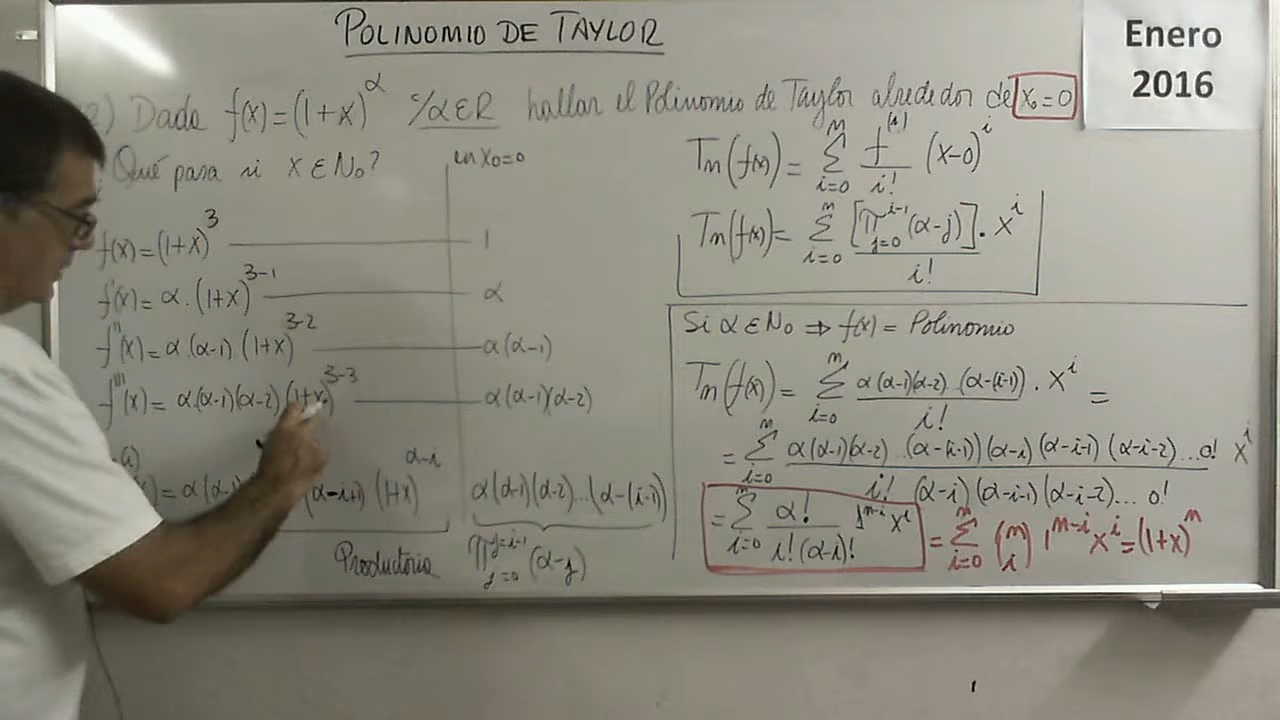 POLINOMIO DE TAYLOR
Enero
2016
2) Dada f(x)=(1+x)^α c/α∈R hallar el Polinomio de Taylor alrededor de x₀=0
Qué pasa si x∈N₀?
en x₀=0
f(x)=(1+x)^3 1
f'(x)=α.(1+x)^{3-1} α
f''(x)=α.(α-1).(1+x)^{3-2} α(α-1)
f'''(x)=α.(α-1)(α-2)(1+x)^{3-3} α(α-1)(α-2)
(x)=α(α-1) (α-i+1)(1+x)^{α-i} α(α-1)(α-2)...(α-(i-1))
Productoria π_{j=0}^{j=i-1}(α-j)
Tn(f(x))= Σ_{i=0}^{n} f^{(i)}/i! (x-0)^i
Tn(f(x))= Σ_{i=0}^{n} [π_{j=0}^{i-1}(α-j)]/i! . x^i
Si α∈N₀ ⇒ f(x)= Polinomio
Tn(f(x))= Σ_{i=0}^{n} α(α-1)(α-2)..(α-(i-1))/i! . x^i =
= Σ_{i=0}^{n} α(α-1)(α-2)..(α-(i-1))(α-i)(α-i-1)(α-i-2)...0!/i!(α-i)(α-i-1)(α-i-2)...0! x^i
= Σ_{i=0}^{n} α!/i!(α-i)! 1^{n-i} x^i = Σ_{i=0}^{n} (n i) 1^{n-i} x^i = (1+x)^n